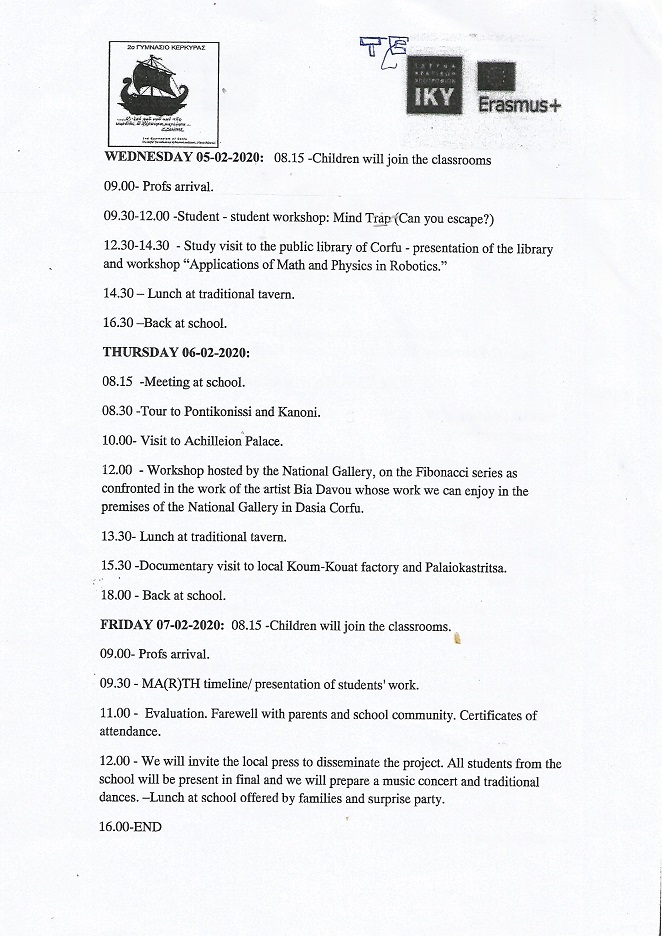 2ο ΓΥΜΝΑΣΙΟ ΚΕΡΚΥΡΑΣ
ΤΕ
ΙΚΥ
Erasmus+
WEDNESDAY 05-02-2020: 08.15 -Children will join the classrooms
09.00- Profs arrival.
09.30-12.00 -Student - student workshop: Mind Trap (Can you escape?)
12.30-14.30 - Study visit to the public library of Corfu - presentation of the library
and workshop “Applications of Math and Physics in Robotics.”
14.30 – Lunch at traditional tavern.
16.30 –Back at school.
THURSDAY 06-02-2020:
08.15 -Meeting at school.
08.30 -Tour to Pontikonissi and Kanoni.
10.00- Visit to Achilleion Palace.
12.00 - Workshop hosted by the National Gallery, on the Fibonacci series as
confronted in the work of the artist Bia Davou whose work we can enjoy in the
premises of the National Gallery in Dasia Corfu.
13.30- Lunch at traditional tavern.
15.30 -Documentary visit to local Koum-Kouat factory and Palaiokastritsa.
18.00 - Back at school.
FRIDAY 07-02-2020: 08.15 -Children will join the classrooms.
09.00- Profs arrival.
09.30 - MA(R)TH timeline/ presentation of students' work.
11.00 - Evaluation. Farewell with parents and school community. Certificates of
attendance.
12.00 - We will invite the local press to disseminate the project. All students from the
school will be present in final and we will prepare a music concert and traditional
dances. –Lunch at school offered by families and surprise party.
16.00-END